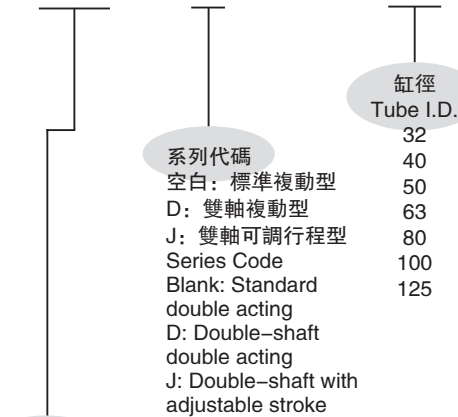 系列代碼
空白：標準複動型
D：雙軸複動型
J：雙軸可調行程型
Series Code
Blank: Standard
double acting
D: Double–shaft
double acting
J: Double–shaft with
adjustable stroke
缸徑
Tube I.D.
32
40
50
63
80
100
125